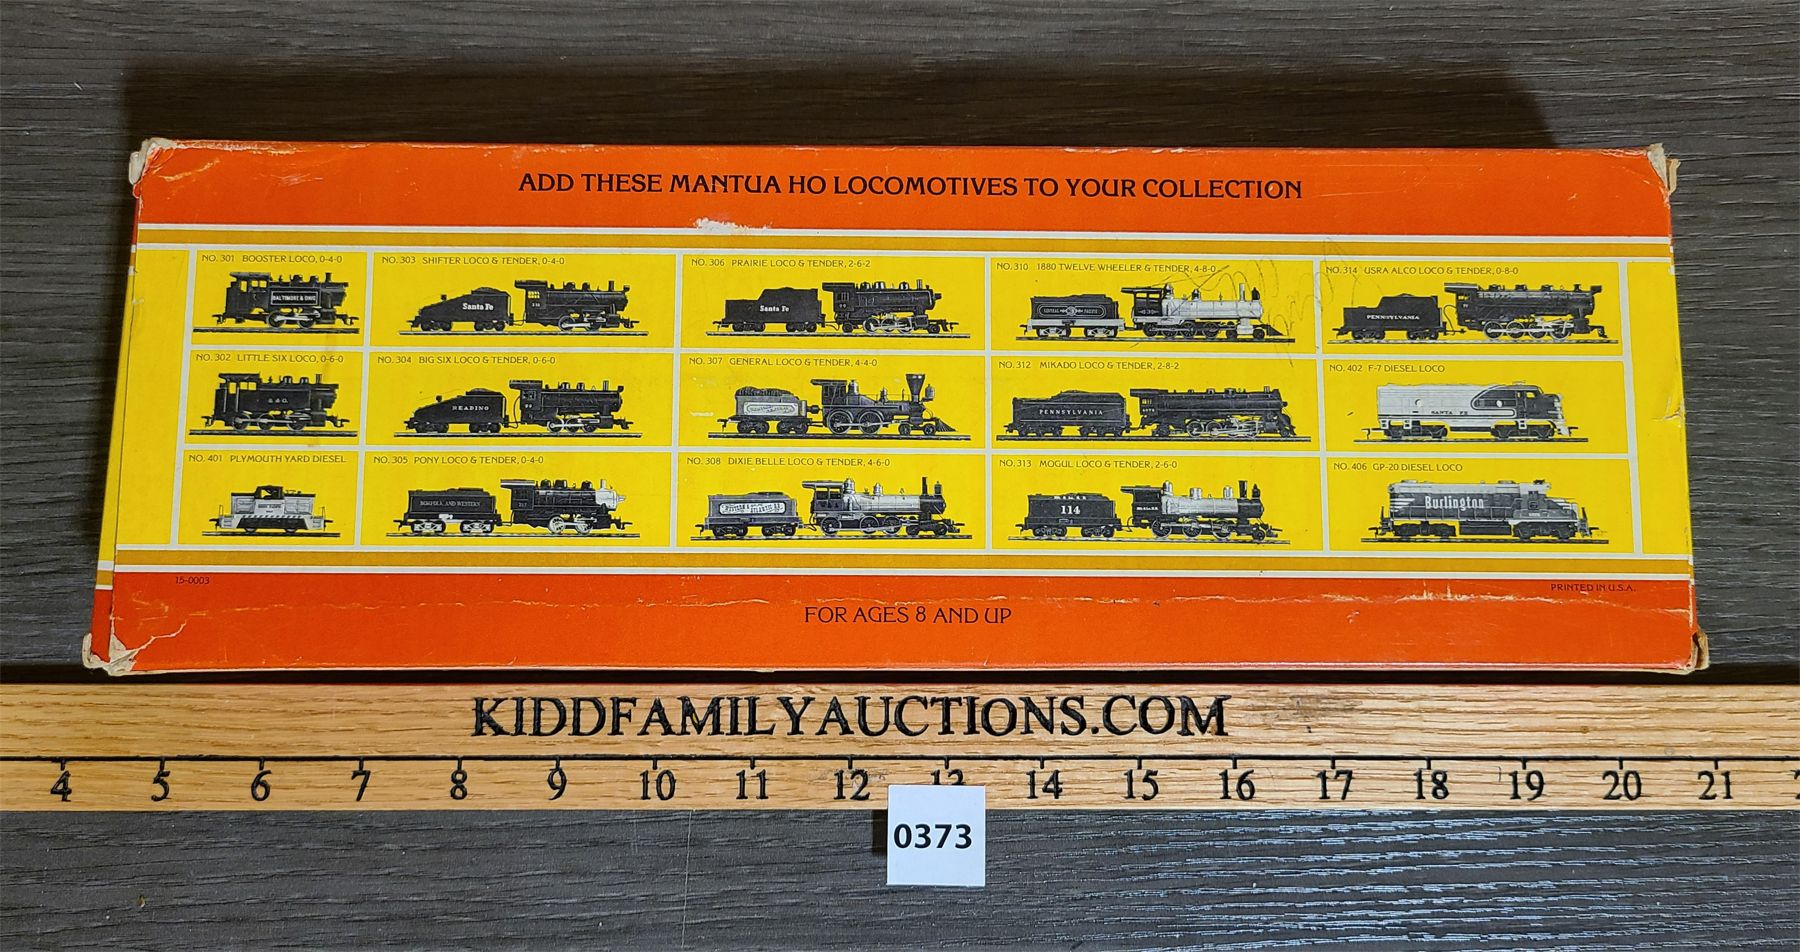 ADD THESE MANTUA HO LOCOMOTIVES TO YOUR COLLECTION
NO. 301 BOOSTER LOCO, 0-4-0
NO. 303 SHIFTER LOCO & TENDER, 0-4-0
NO. 306 PRAIRIE LOCO & TENDER, 2-6-2
NO. 310 1880 TWELVE WHEELER & TENDER, 4-8-0
NO. 314 USRA ALCO LOCO & TENDER, 0-8-0
BALTIMORE & OHIO
Santa Fe
Santa Fe
CENTRAL PACIFIC
PENNSYLVANIA
NO. 302 LITTLE SIX LOCO, 0-6-0
NO. 304 BIG SIX LOCO & TENDER, 0-6-0
NO. 307 GENERAL LOCO & TENDER, 4-4-0
NO. 312 MIKADO LOCO & TENDER, 2-8-2
NO. 402 F-7 DIESEL LOCO
READING
PENNSYLVANIA
SANTA FE
NO. 401 PLYMOUTH YARD DIESEL
NO. 305 PONY LOCO & TENDER, 0-4-0
NO. 308 DIXIE BELLE LOCO & TENDER, 4-6-0
NO. 313 MOGUL LOCO & TENDER, 2-6-0
NO. 406 GP-20 DIESEL LOCO
NORFOLK AND WESTERN
114
Burlington
15-0003
PRINTED IN U.S.A.
FOR AGES 8 AND UP
KIDDFAMILYAUCTIONS.COM
4 5 6 7 8 9 10 11 12 13 14 15 16 17 18 19 20 21
0373